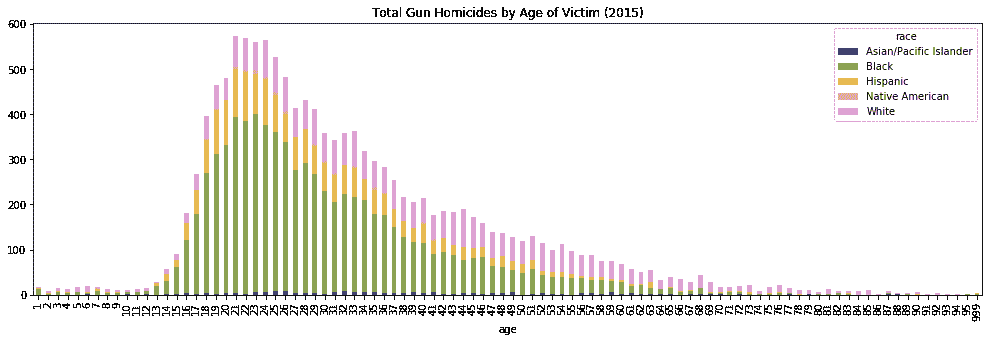 Total Gun Homicides by Age of Victim (2015)
600
500
400
300
200
100
0
race
Asian/Pacific Islander
Black
Hispanic
Native American
White
1 2 3 4 5 6 7 8 9 10 11 12 13 14 15 16 17 18 19 20 21 22 23 24 25 26 27 28 29 30 31 32 33 34 35 36 37 38 39 40 41 42 43 44 45 46 47 48 49 50 51 52 53 54 55 56 57 58 59 60 61 62 63 64 65 66 67 68 69 70 71 72 73 74 75 76 77 78 79 80 81 82 83 84 85 86 87 88 89 90 91 92 93 94 95 999
age